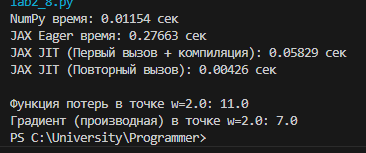 lab2_8.py
NumPy время: 0.01154 сек
JAX Eager время: 0.27663 сек
JAX JIT (Первый вызов + компиляция): 0.05829 сек
JAX JIT (Повторный вызов): 0.00426 сек
Функция потерь в точке w=2.0: 11.0
Градиент (производная) в точке w=2.0: 7.0
PS C:\University\Programmer>